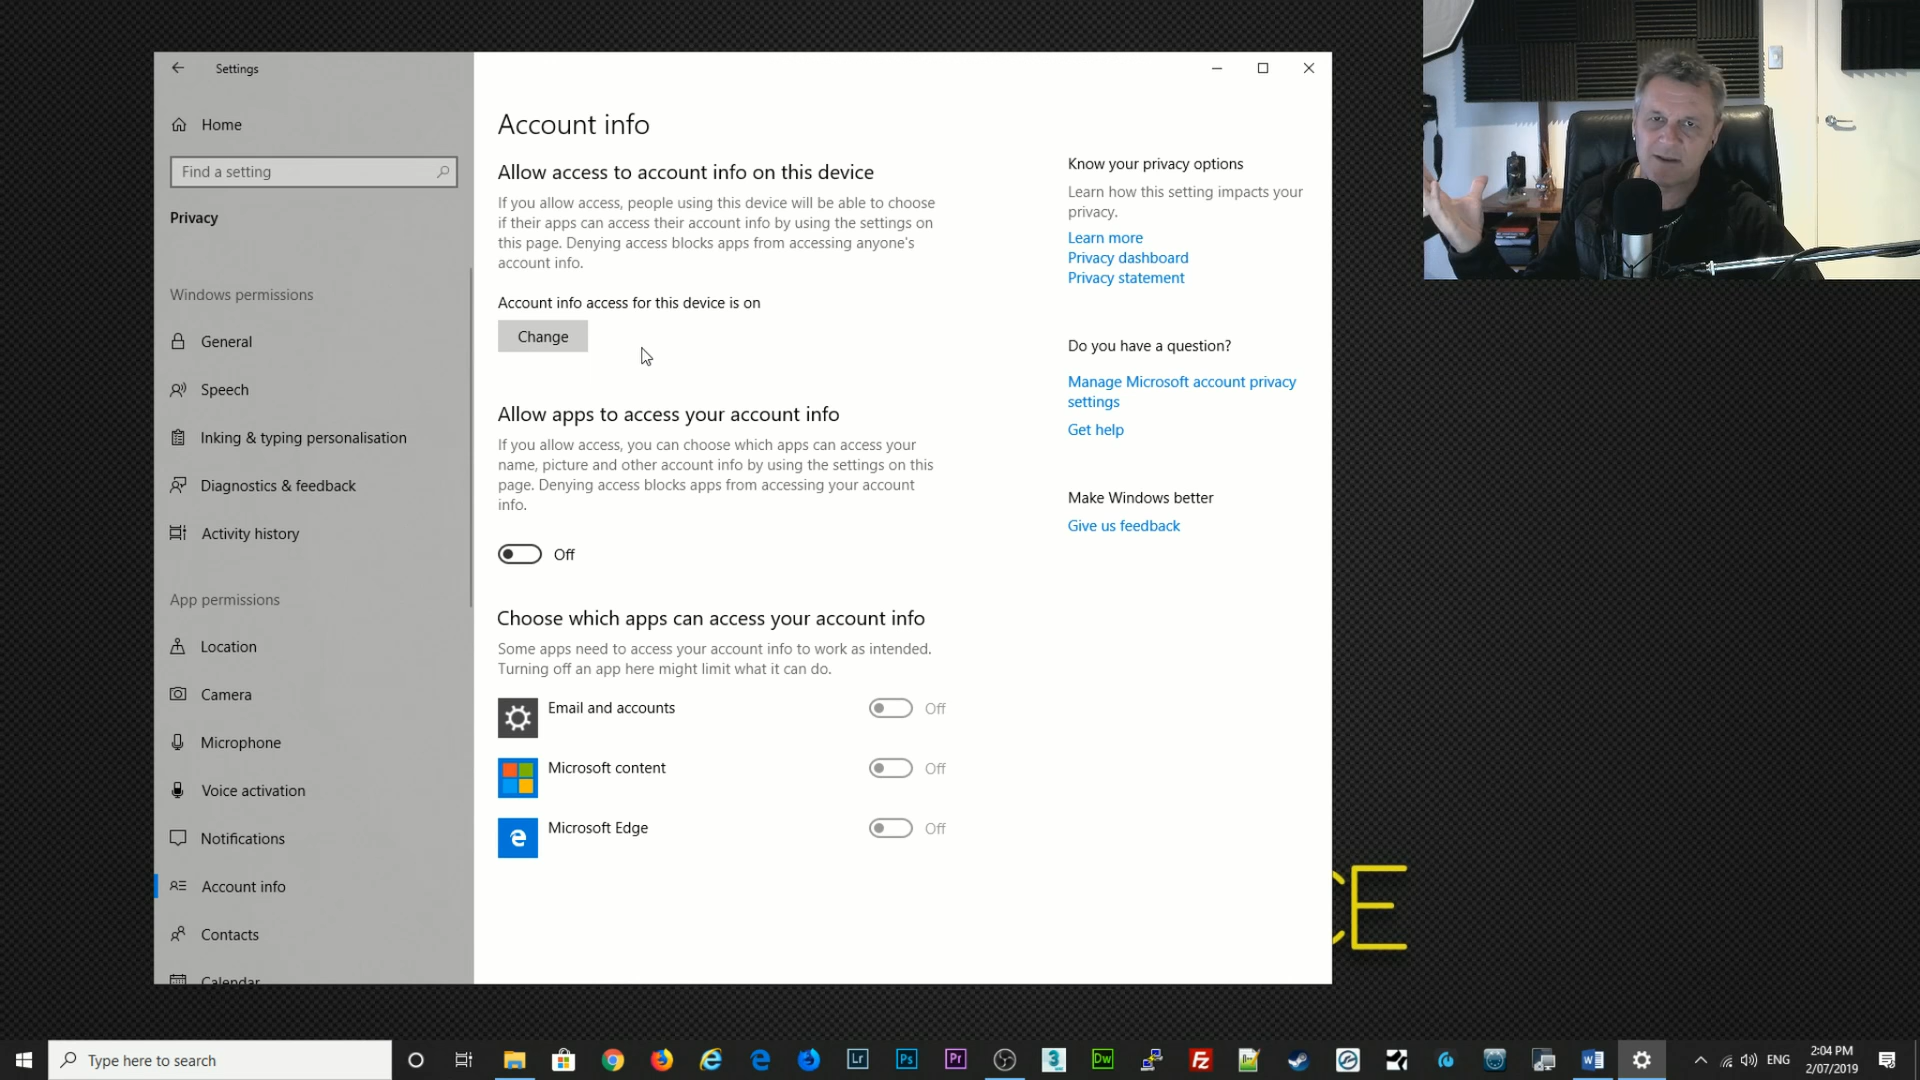 Settings
Home
Find a setting
Privacy
Windows permissions
General
Speech
Inking & typing personalisation
Diagnostics & feedback
Activity history
App permissions
Location
Camera
Microphone
Voice activation
Notifications
Account info
Contacts
Calendar
Account info
Allow access to account info on this device
If you allow access, people using this device will be able to choose
if their apps can access their account info by using the settings on
this page. Denying access blocks apps from accessing anyone's
account info.
Account info access for this device is on
Change
Allow apps to access your account info
If you allow access, you can choose which apps can access your
name, picture and other account info by using the settings on this
page. Denying access blocks apps from accessing your account
info.
Off
Choose which apps can access your account info
Some apps need to access your account info to work as intended.
Turning off an app here might limit what it can do.
Email and accounts
Off
Microsoft content
Off
Microsoft Edge
Off
Know your privacy options
Learn how this setting impacts your
privacy.
Learn more
Privacy dashboard
Privacy statement
Do you have a question?
Manage Microsoft account privacy
settings
Get help
Make Windows better
Give us feedback
CE
Type here to search
Lr
Ps
Pr
3
Dw
Fz
ENG
2:04 PM
2/07/2019